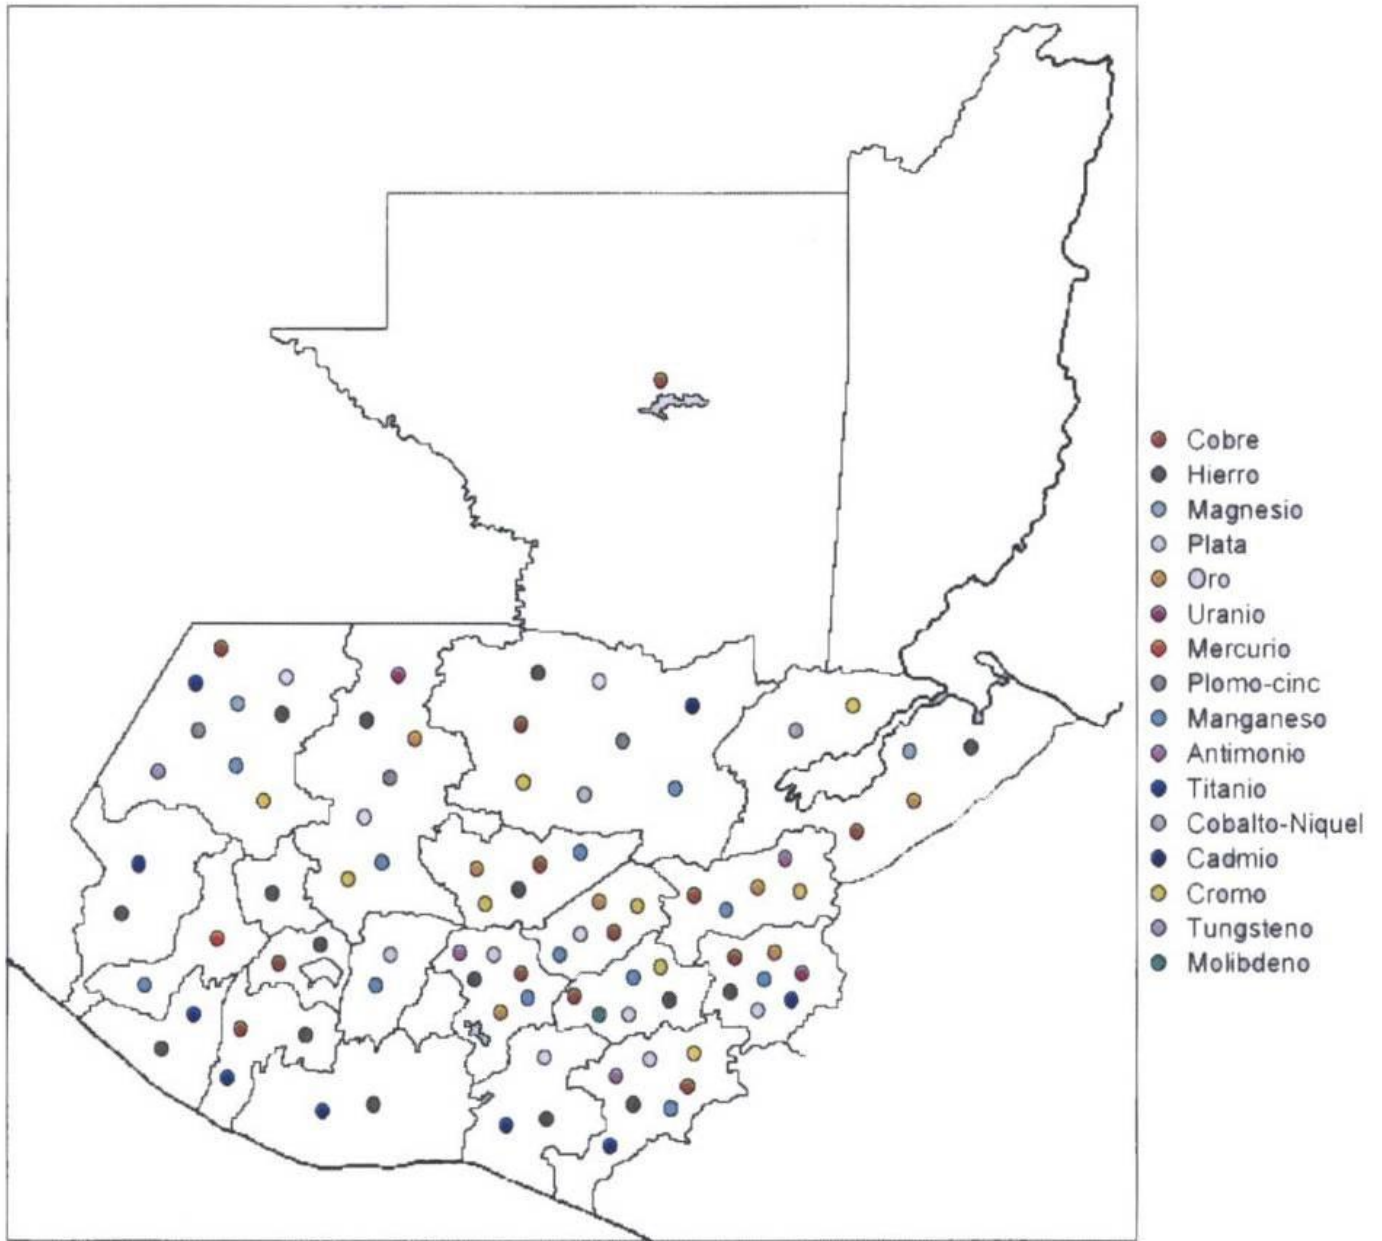 Cobre
Hierro
Magnesio
Plata
Oro
Uranio
Mercurio
Plomo-cinc
Manganeso
Antimonio
Titanio
Cobalto-Niquel
Cadmio
Cromo
Tungsteno
Molibdeno